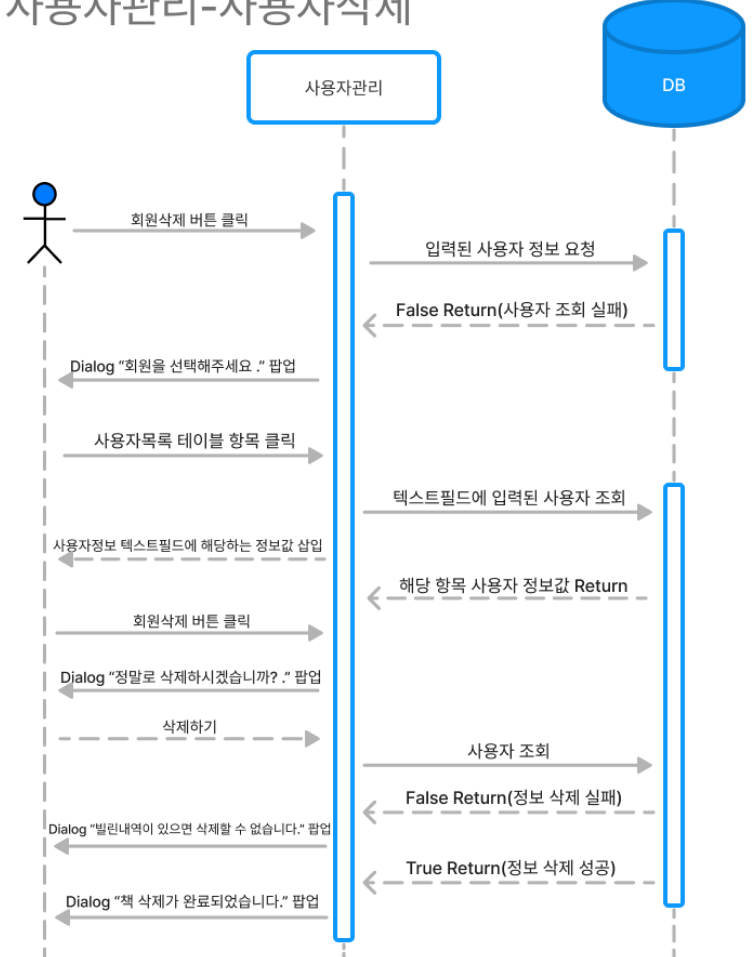 사용자관리-사용자삭제
사용자관리
DB
회원삭제 버튼 클릭
입력된 사용자 정보 요청
False Return(사용자 조회 실패)
Dialog “회원을 선택해주세요 .” 팝업
사용자목록 테이블 항목 클릭
텍스트필드에 입력된 사용자 조회
사용자정보 텍스트필드에 해당하는 정보값 삽입
해당 항목 사용자 정보값 Return
회원삭제 버튼 클릭
Dialog “정말로 삭제하시겠습니까? .” 팝업
삭제하기
사용자 조회
False Return(정보 삭제 실패)
Dialog “빌린내역이 있으면 삭제할 수 없습니다.” 팝업
True Return(정보 삭제 성공)
Dialog “책 삭제가 완료되었습니다.” 팝업